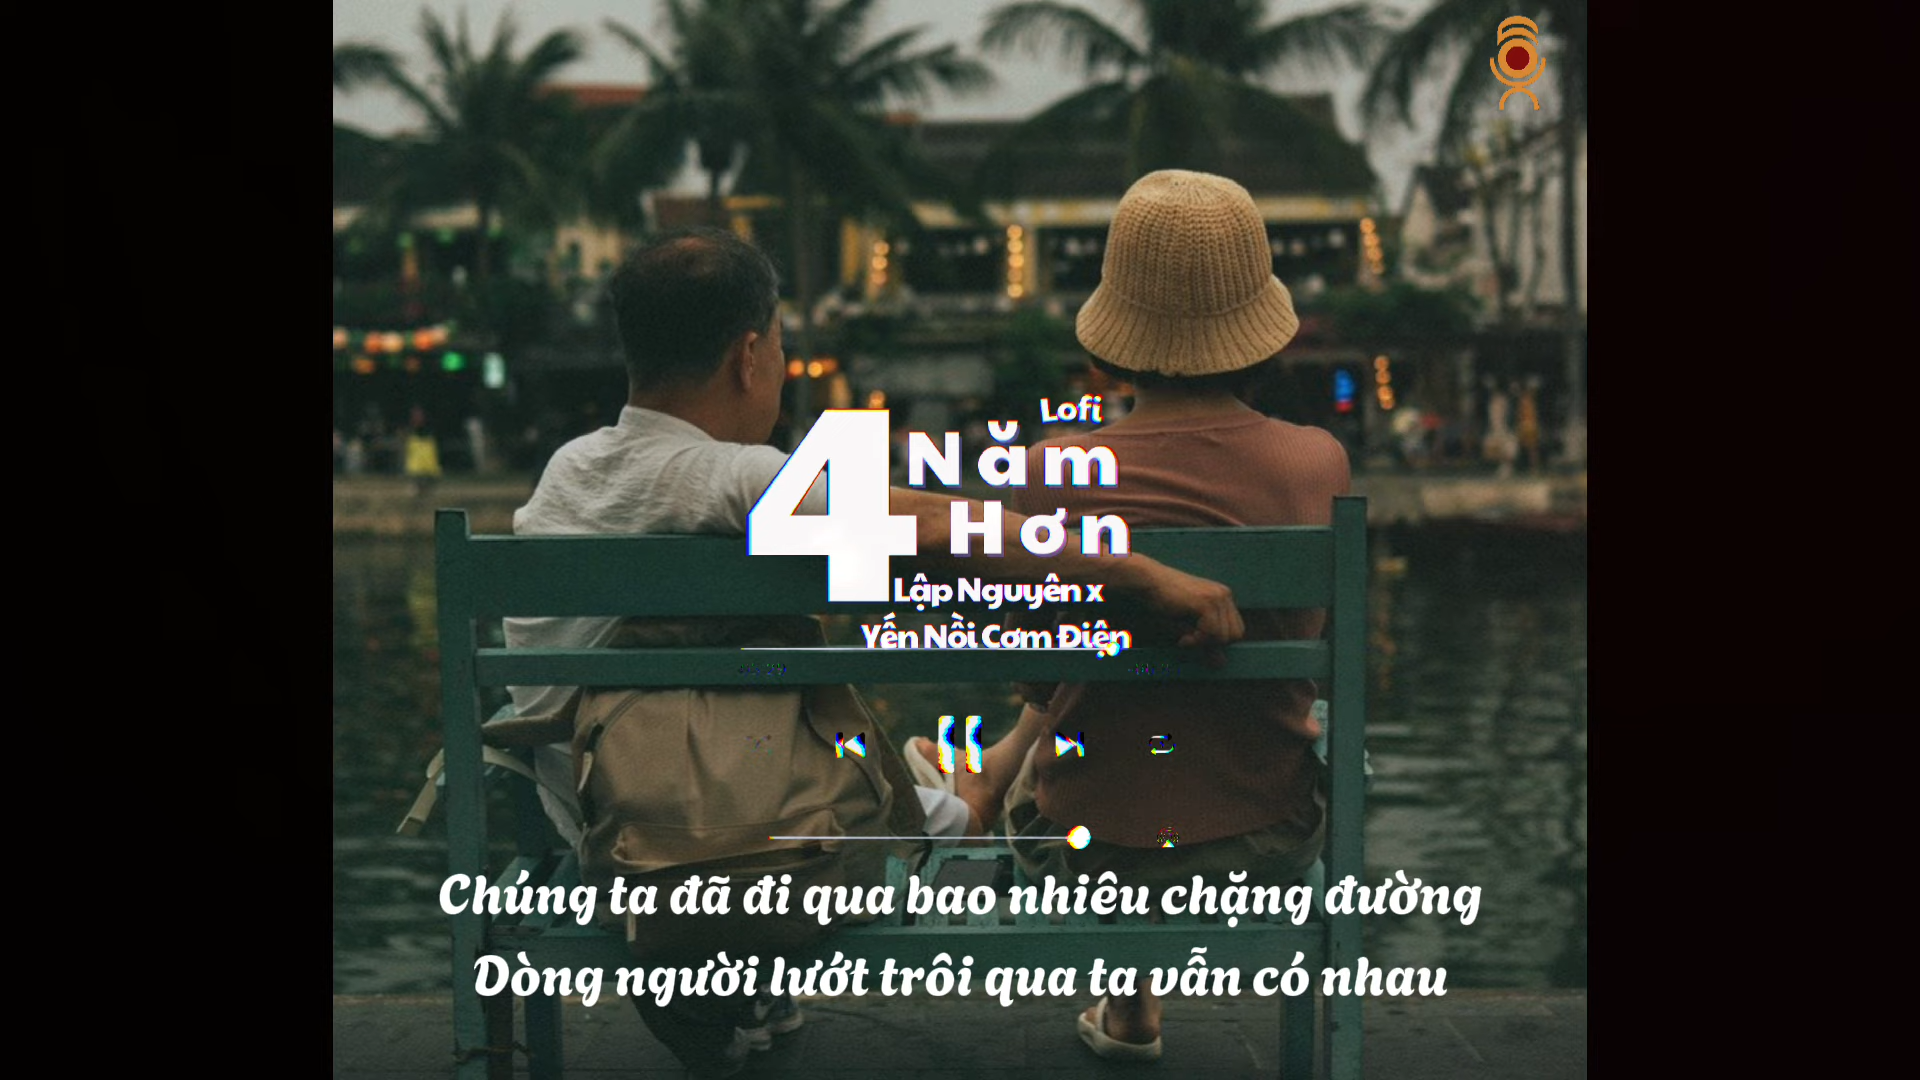 Lofi
4 Năm
Hơn
Lập Nguyên x
Yến Nồi Cơm Điện
Chúng ta đã đi qua bao nhiêu chặng đường
Dòng người lướt trôi qua ta vẫn có nhau